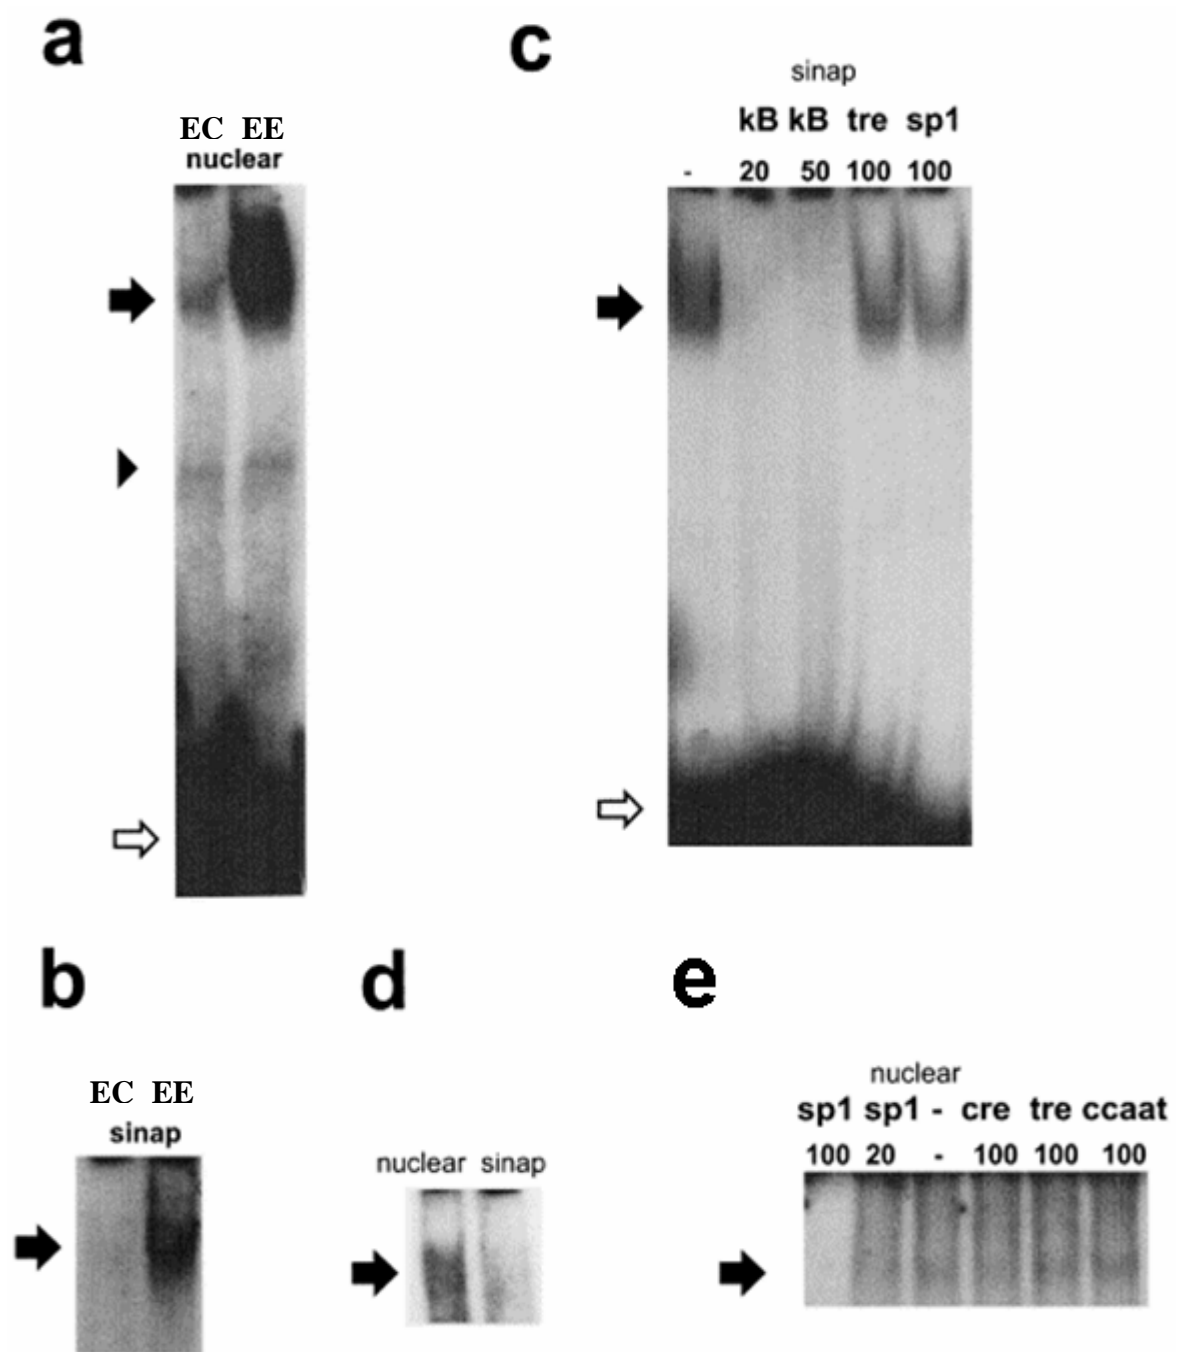 a
EC EE
nuclear
c
sinap
kB kB tre sp1
- 20 50 100 100
b
EC EE
sinap
d
nuclear sinap
e
nuclear
sp1 sp1 - cre tre ccaat
100 20 - 100 100 100